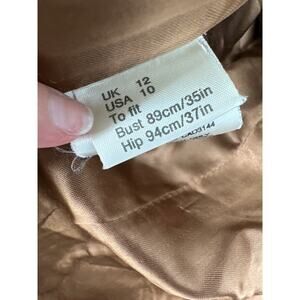 UK 12
USA 10
To fit
Bust 89cm/35in
Hip 94cm/37in